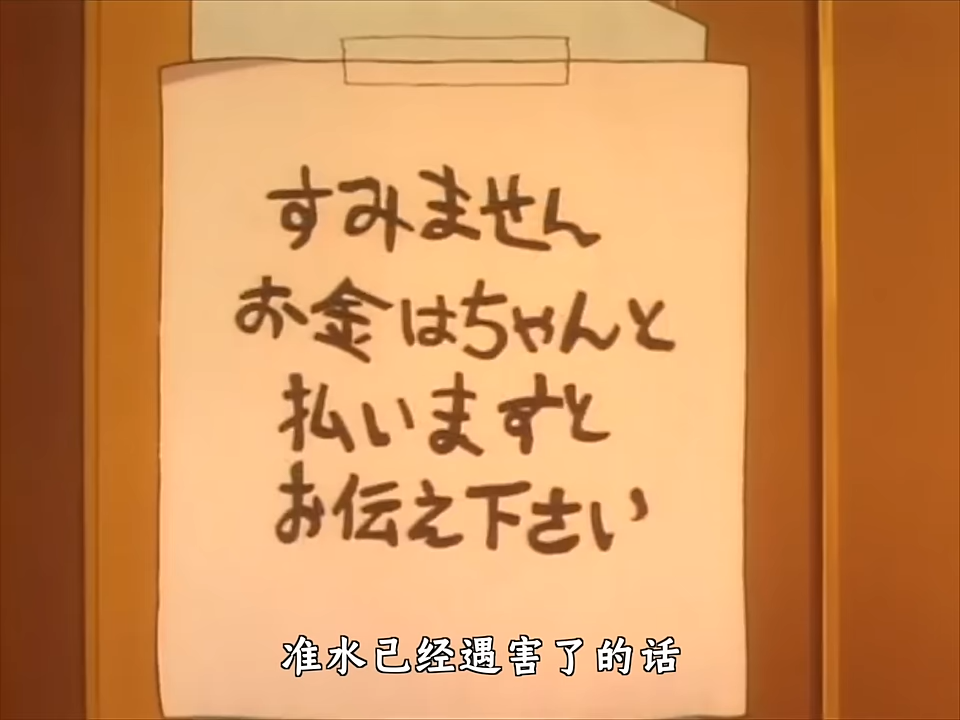 すみません
お金はちゃんと
払いますと
お伝え下さい
准水已经遇害了的话